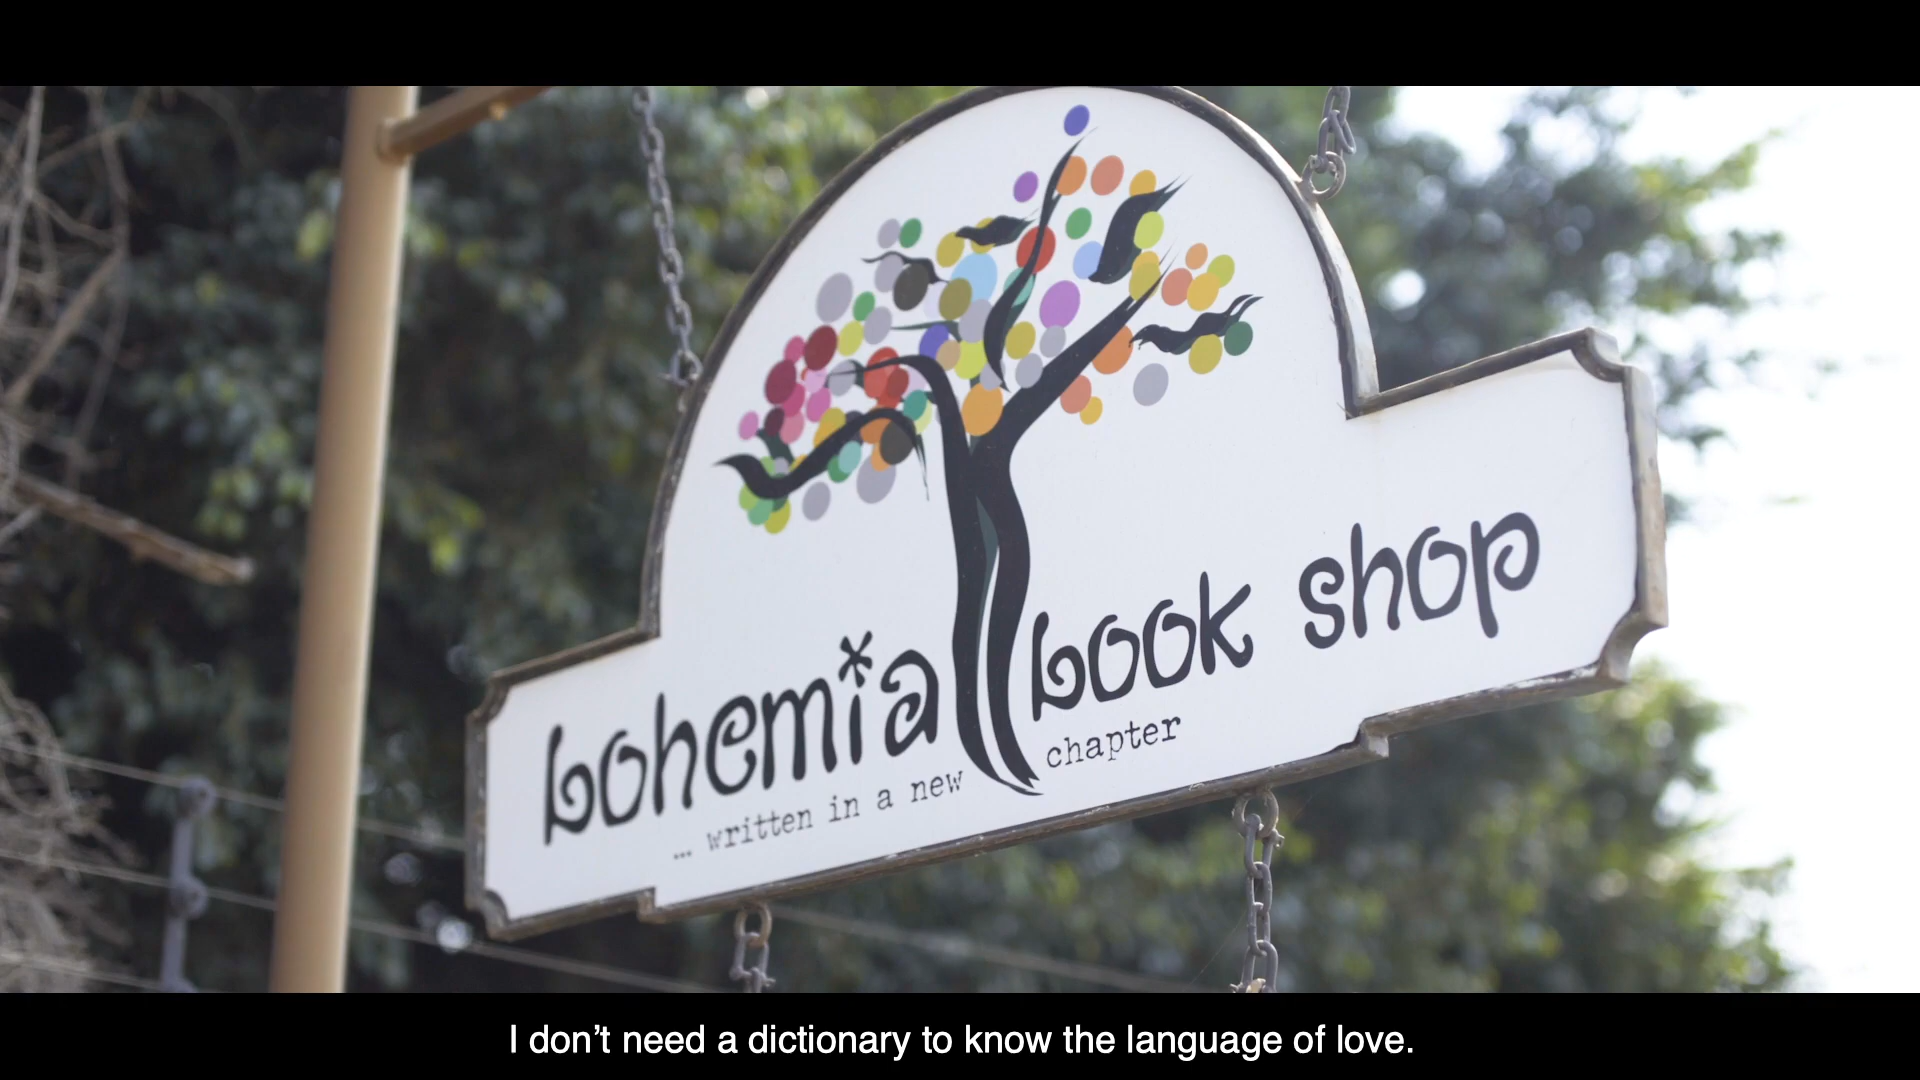 bohemia book shop
... written in a new chapter
I don’t need a dictionary to know the language of love.